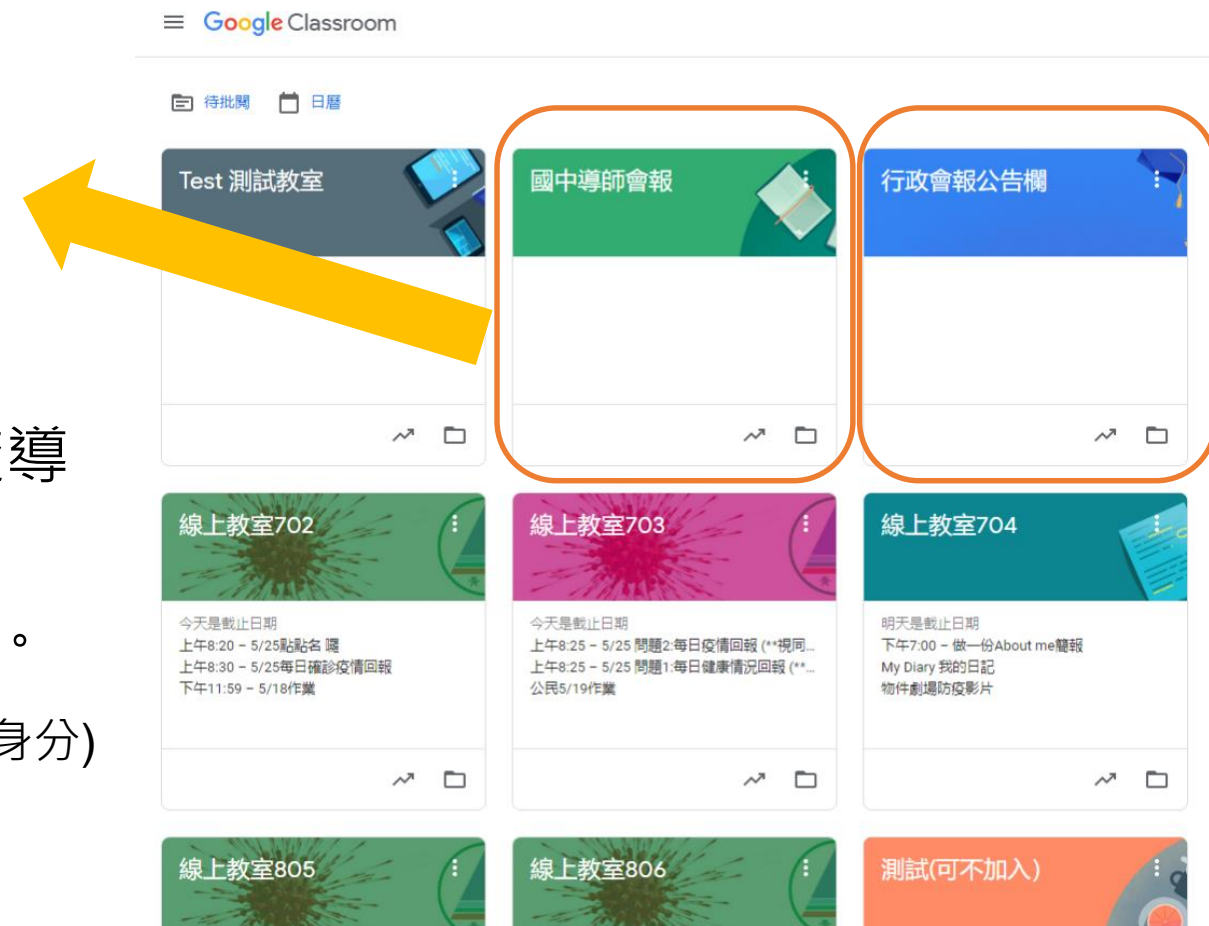 Google Classroom
待批閱 日曆
Test 測試教室
國中導師會報
行政會報公告欄
導
。
身分)
線上教室702
今天是截止日期
上午8:20 – 5/25點點名 囉
上午8:30 – 5/25每日確診疫情回報
下午11:59 – 5/18作業
線上教室703
今天是截止日期
上午8:25 – 5/25 問題2:每日疫情回報 (**視同...
上午8:25 – 5/25 問題1:每日健康情況回報 (**...
公民5/19作業
線上教室704
明天是截止日期
下午7:00 – 做一份About me簡報
My Diary 我的日記
物件劇場防疫影片
線上教室805
線上教室806
測試(可不加入)